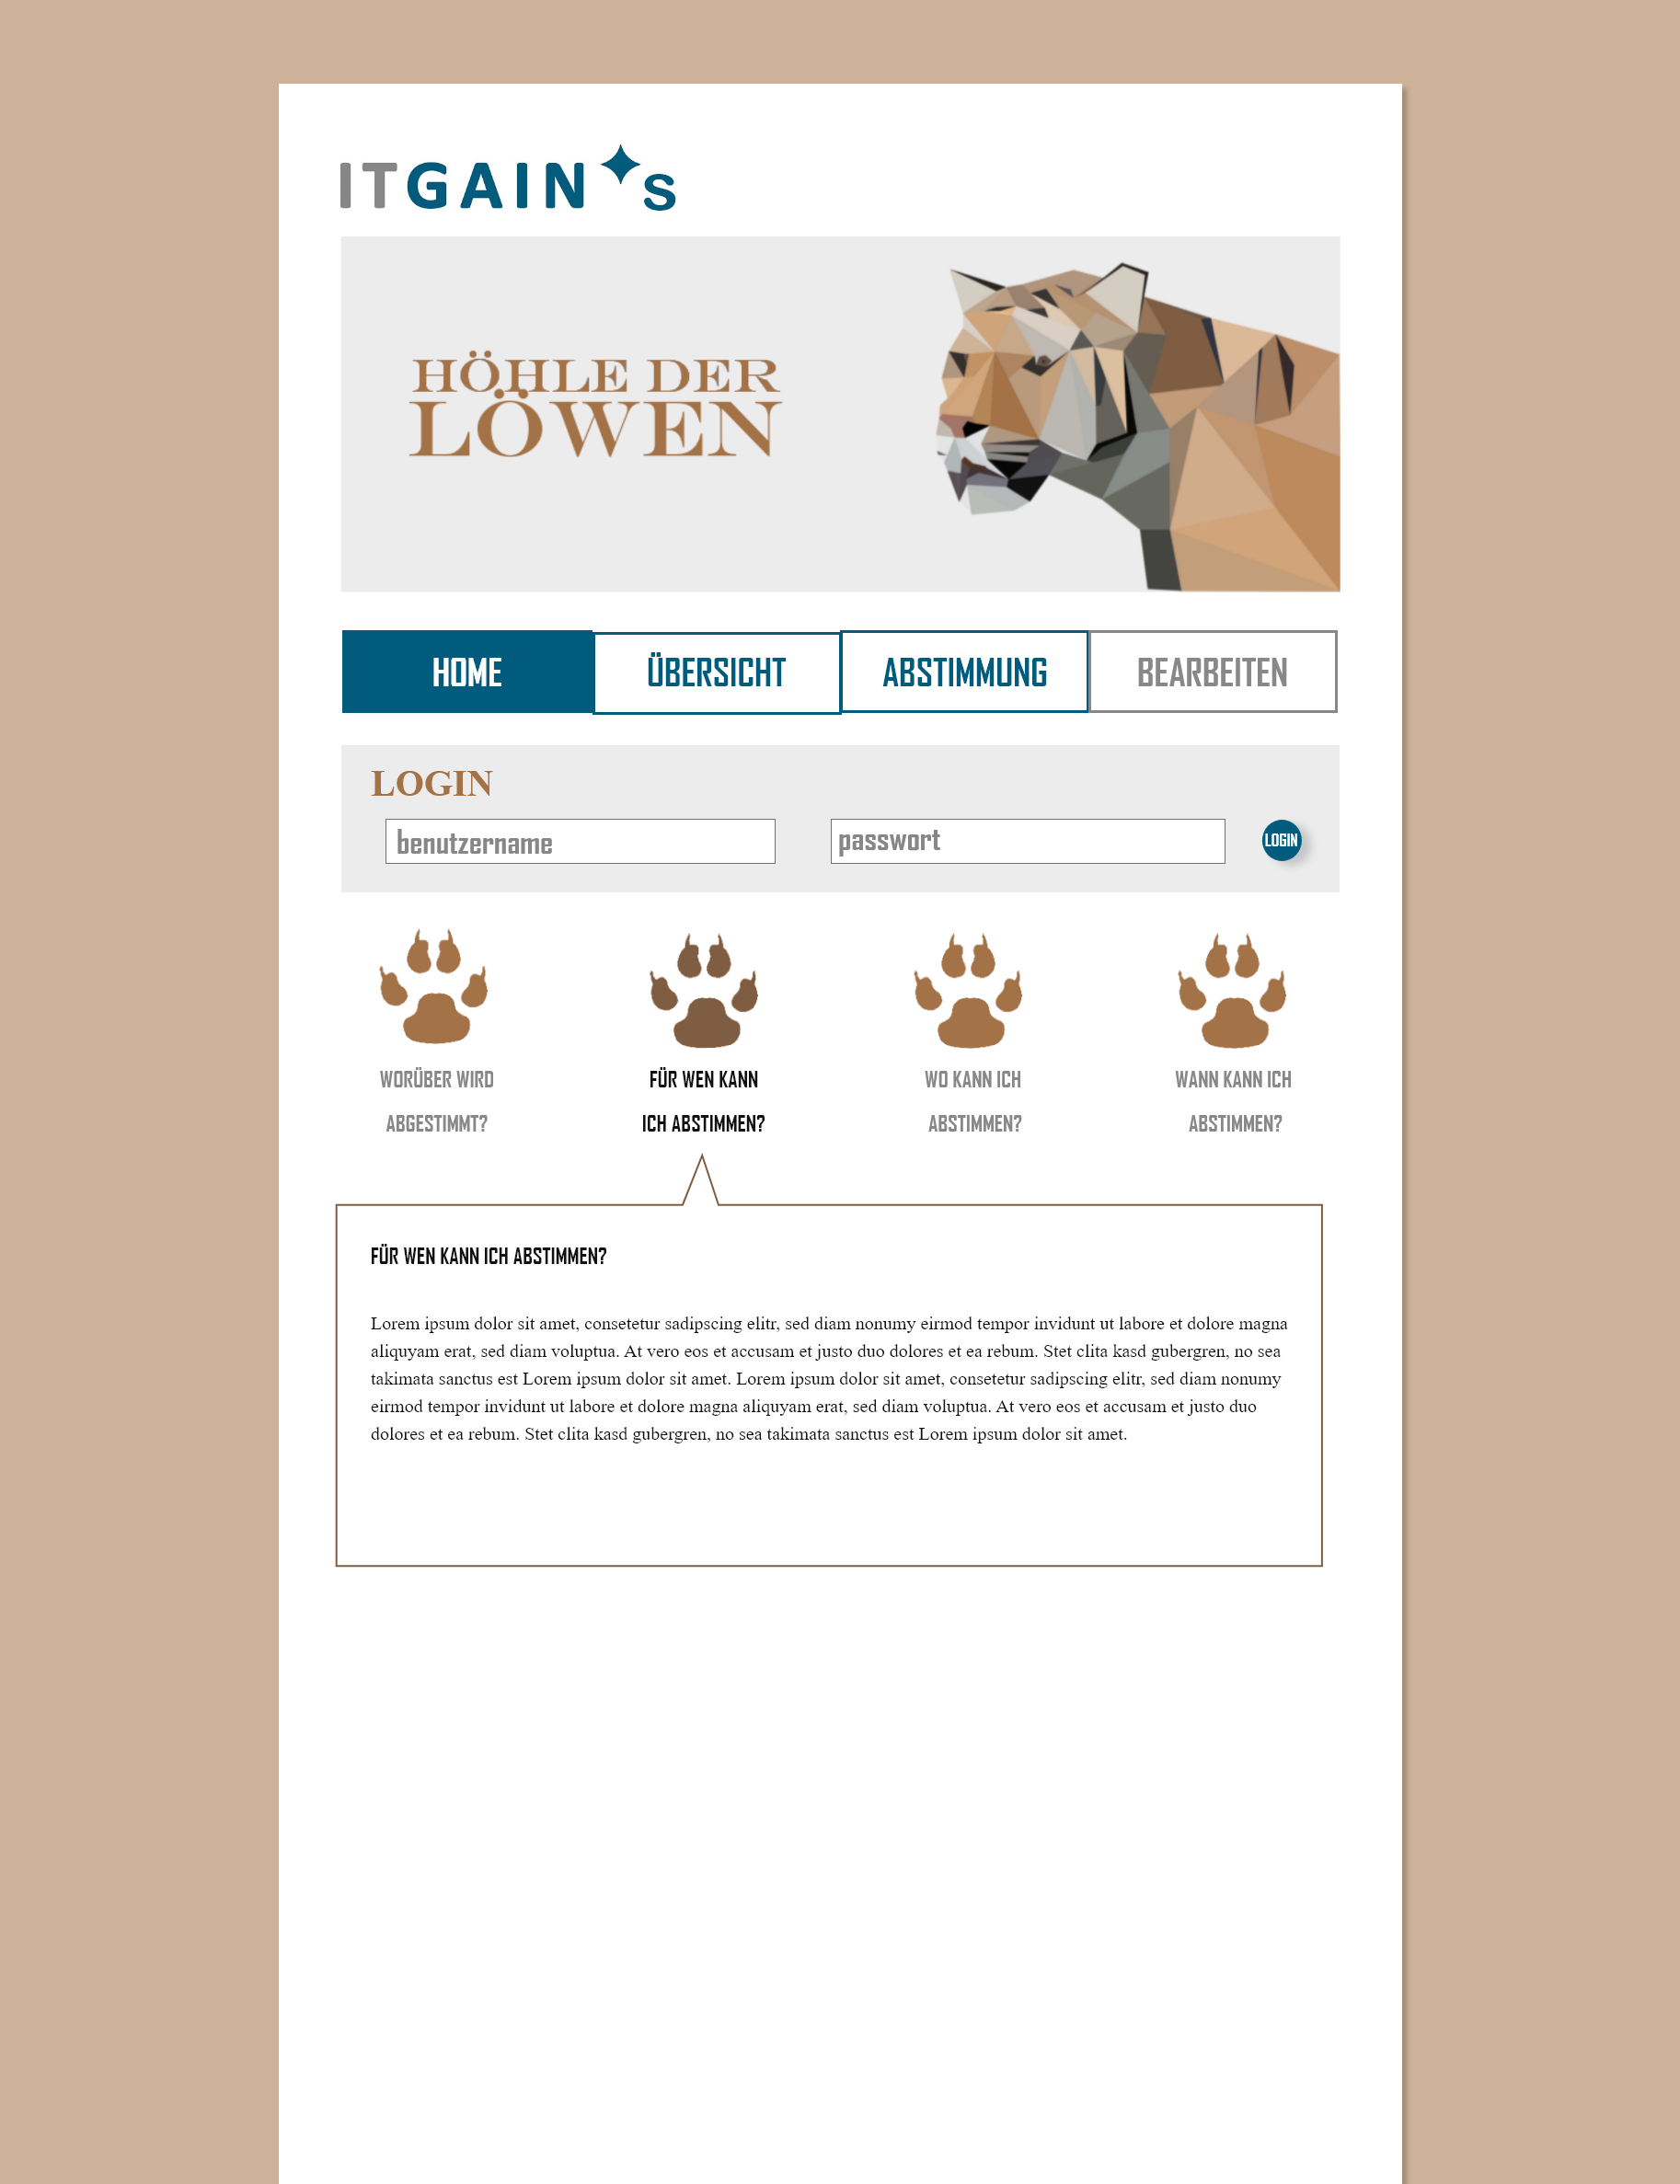 ITGAIN's
HÖHLE DER
LÖWEN
HOME ÜBERSICHT ABSTIMMUNG BEARBEITEN
LOGIN
benutzername passwort LOGIN
WORÜBER WIRD
ABGESTIMMT?
FÜR WEN KANN
ICH ABSTIMMEN?
WO KANN ICH
ABSTIMMEN?
WANN KANN ICH
ABSTIMMEN?
FÜR WEN KANN ICH ABSTIMMEN?
Lorem ipsum dolor sit amet, consetetur sadipscing elitr, sed diam nonumy eirmod tempor invidunt ut labore et dolore magna
aliquyam erat, sed diam voluptua. At vero eos et accusam et justo duo dolores et ea rebum. Stet clita kasd gubergren, no sea
takimata sanctus est Lorem ipsum dolor sit amet. Lorem ipsum dolor sit amet, consetetur sadipscing elitr, sed diam nonumy
eirmod tempor invidunt ut labore et dolore magna aliquyam erat, sed diam voluptua. At vero eos et accusam et justo duo
dolores et ea rebum. Stet clita kasd gubergren, no sea takimata sanctus est Lorem ipsum dolor sit amet.